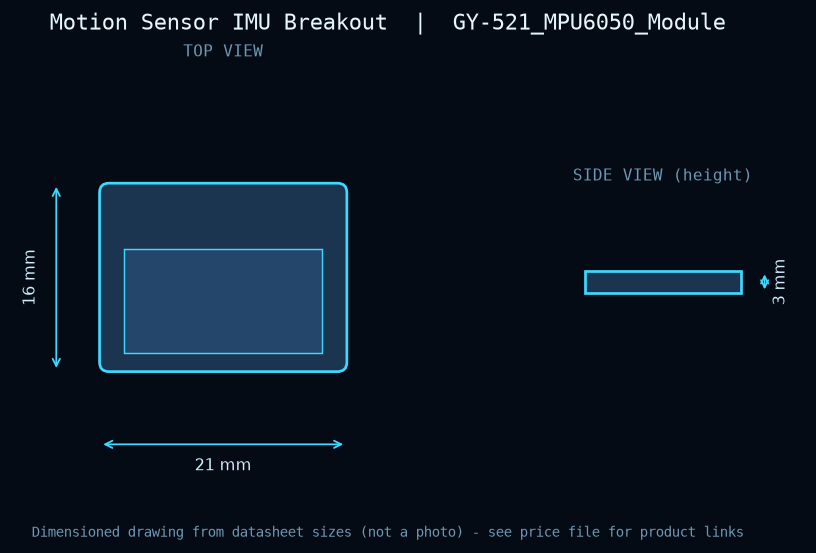 Motion Sensor IMU Breakout | GY-521_MPU6050_Module
TOP VIEW
SIDE VIEW (height)
16 mm
3 mm
21 mm
Dimensioned drawing from datasheet sizes (not a photo) - see price file for product links